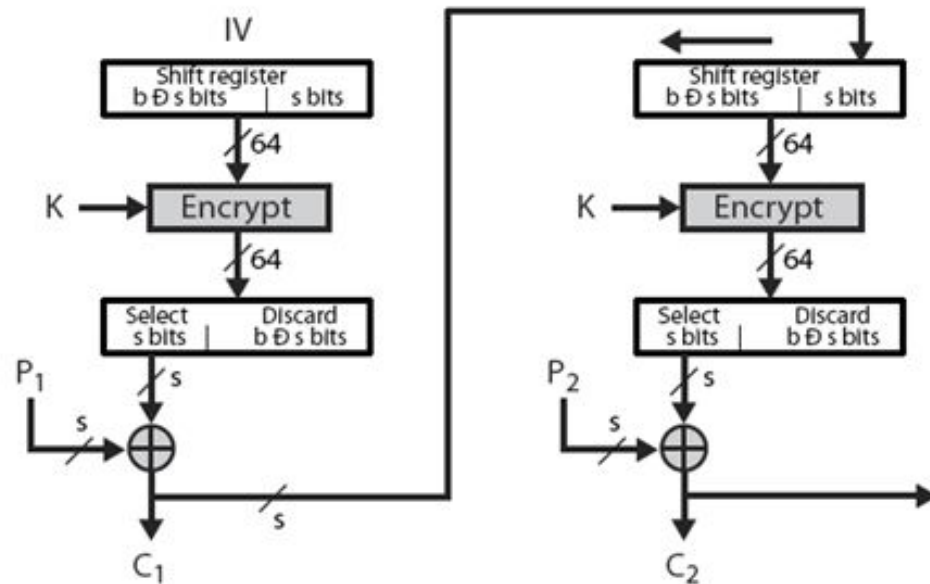 IV
Shift register
b Đ s bits | s bits
64
K
Encrypt
64
Select Discard
s bits | b Đ s bits
P1
s
s
s
C1
Shift register
b Đ s bits | s bits
64
K
Encrypt
64
Select Discard
s bits | b Đ s bits
P2
s
s
C2